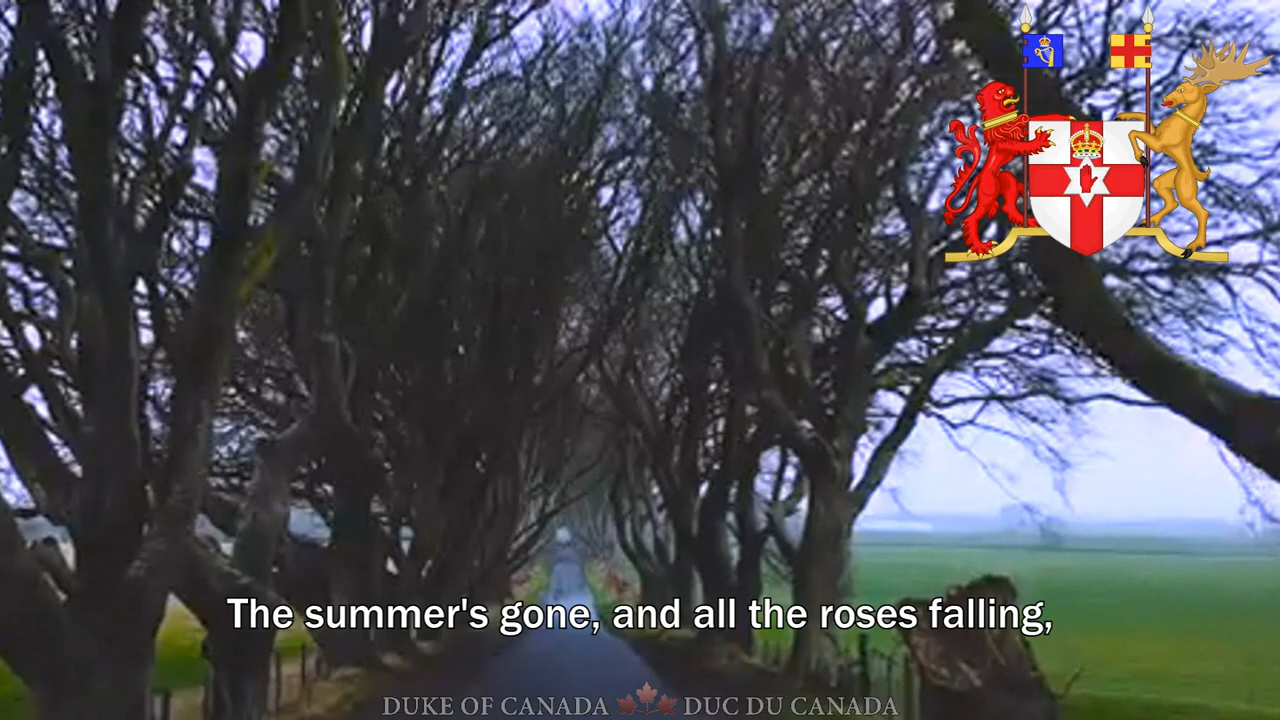 The summer's gone, and all the roses falling,
DUKE OF CANADA DUC DU CANADA